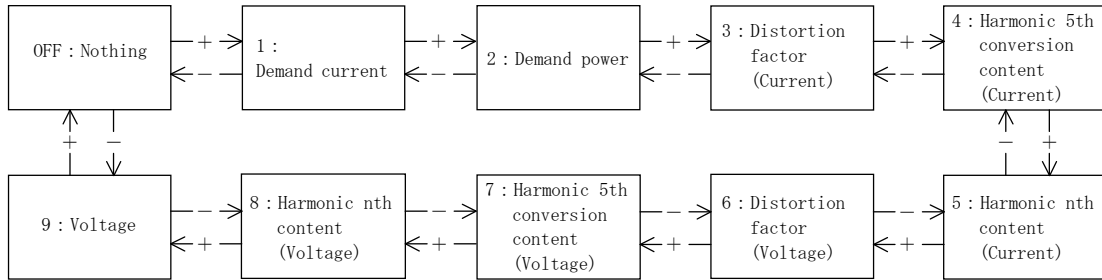 OFF：Nothing
+
−
1：
Demand current
+
−
2：Demand power
+
−
3：Distortion
factor
(Current)
+
−
4：Harmonic 5th
conversion
content
(Current)
+
−
−
+
9：Voltage
−
+
8：Harmonic nth
content
(Voltage)
−
+
7：Harmonic 5th
conversion
content
(Voltage)
−
+
6：Distortion
factor
(Voltage)
−
+
5：Harmonic nth
content
(Current)